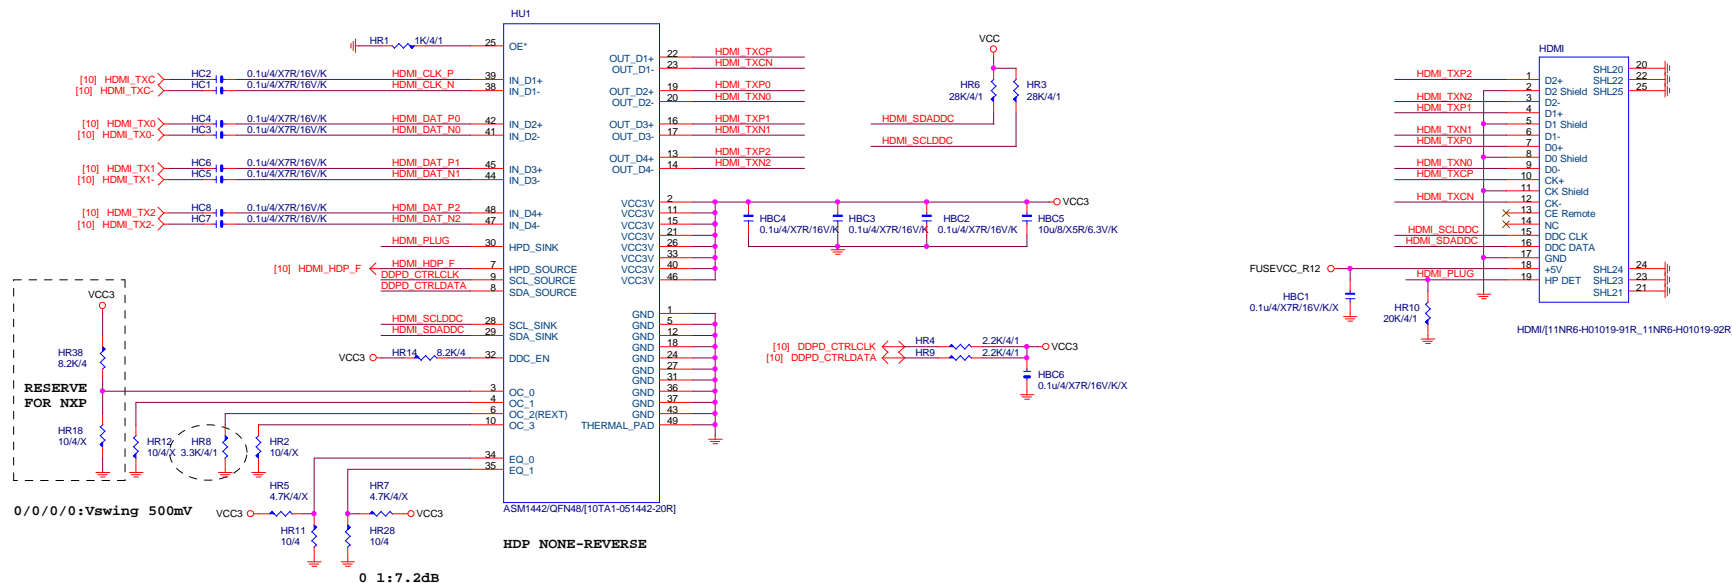 HU1
HR1 1K/4/1 25 OE*
[10] HDMI_TXC HC2 0.1u/4/X7R/16V/K HDMI_CLK_P 39 IN_D1+
[10] HDMI_TXC- HC1 0.1u/4/X7R/16V/K HDMI_CLK_N 38 IN_D1-
[10] HDMI_TX0 HC4 0.1u/4/X7R/16V/K HDMI_DAT_P0 42 IN_D2+
[10] HDMI_TX0- HC3 0.1u/4/X7R/16V/K HDMI_DAT_N0 41 IN_D2-
[10] HDMI_TX1 HC6 0.1u/4/X7R/16V/K HDMI_DAT_P1 45 IN_D3+
[10] HDMI_TX1- HC5 0.1u/4/X7R/16V/K HDMI_DAT_N1 44 IN_D3-
[10] HDMI_TX2 HC8 0.1u/4/X7R/16V/K HDMI_DAT_P2 48 IN_D4+
[10] HDMI_TX2- HC7 0.1u/4/X7R/16V/K HDMI_DAT_N2 47 IN_D4-
HDMI_PLUG 30 HPD_SINK
[10] HDMI_HDP_F HDMI_HDP_F 7 HPD_SOURCE
DDPD_CTRLCLK 9 SCL_SOURCE
DDPD_CTRLDATA 8 SDA_SOURCE
HDMI_SCLDDC 28 SCL_SINK
HDMI_SDADDC 29 SDA_SINK
VCC3 HR14 8.2K/4 32 DDC_EN
3 OC_0
4 OC_1
6 OC_2(REXT)
10 OC_3
34 EQ_0
35 EQ_1
OUT_D1+ 22 HDMI_TXCP
OUT_D1- 23 HDMI_TXCN
OUT_D2+ 19 HDMI_TXP0
OUT_D2- 20 HDMI_TXN0
OUT_D3+ 16 HDMI_TXP1
OUT_D3- 17 HDMI_TXN1
OUT_D4+ 13 HDMI_TXP2
OUT_D4- 14 HDMI_TXN2
VCC3V 2
VCC3V 11
VCC3V 15
VCC3V 21
VCC3V 26
VCC3V 33
VCC3V 40
VCC3V 46
GND 1
GND 5
GND 12
GND 18
GND 24
GND 27
GND 31
GND 36
GND 37
GND 43
THERMAL_PAD 49
ASM1442/QFN48/[10TA1-051442-20R]
HDP NONE-REVERSE
VCC3
HR38
8.2K/4
RESERVE
FOR NXP
HR18
10/4/X
HR12
10/4/X
HR8
3.3K/4/1
HR2
10/4/X
0/0/0/0:Vswing 500mV
HR5
4.7K/4/X
VCC3
HR11
10/4
HR7
4.7K/4/X
VCC3
HR28
10/4
0 1:7.2dB
VCC
HR6
28K/4/1
HR3
28K/4/1
HDMI_SDADDC
HDMI_SCLDDC
VCC3
HBC4
0.1u/4/X7R/16V/K
HBC3
0.1u/4/X7R/16V/K
HBC2
0.1u/4/X7R/16V/K
HBC5
10u/8/X5R/6.3V/K
[10] DDPD_CTRLCLK HR4 2.2K/4/1 VCC3
[10] DDPD_CTRLDATA HR9 2.2K/4/1
HBC6
0.1u/4/X7R/16V/K/X
HDMI
HDMI_TXP2 1 D2+
2 D2 Shield
HDMI_TXN2 3 D2-
HDMI_TXP1 4 D1+
5 D1 Shield
HDMI_TXN1 6 D1-
HDMI_TXP0 7 D0+
8 D0 Shield
HDMI_TXN0 9 D0-
HDMI_TXCP 10 CK+
11 CK Shield
HDMI_TXCN 12 CK-
13 CE Remote
14 NC
HDMI_SCLDDC 15 DDC CLK
HDMI_SDADDC 16 DDC DATA
17 GND
FUSEVCC_R12 18 +5V
HDMI_PLUG 19 HP DET
SHL20 20
SHL22 22
SHL25 25
SHL24 24
SHL23 23
SHL21 21
HBC1
0.1u/4/X7R/16V/K/X
HR10
20K/4/1
HDMI/[11NR6-H01019-91R_11NR6-H01019-92R]